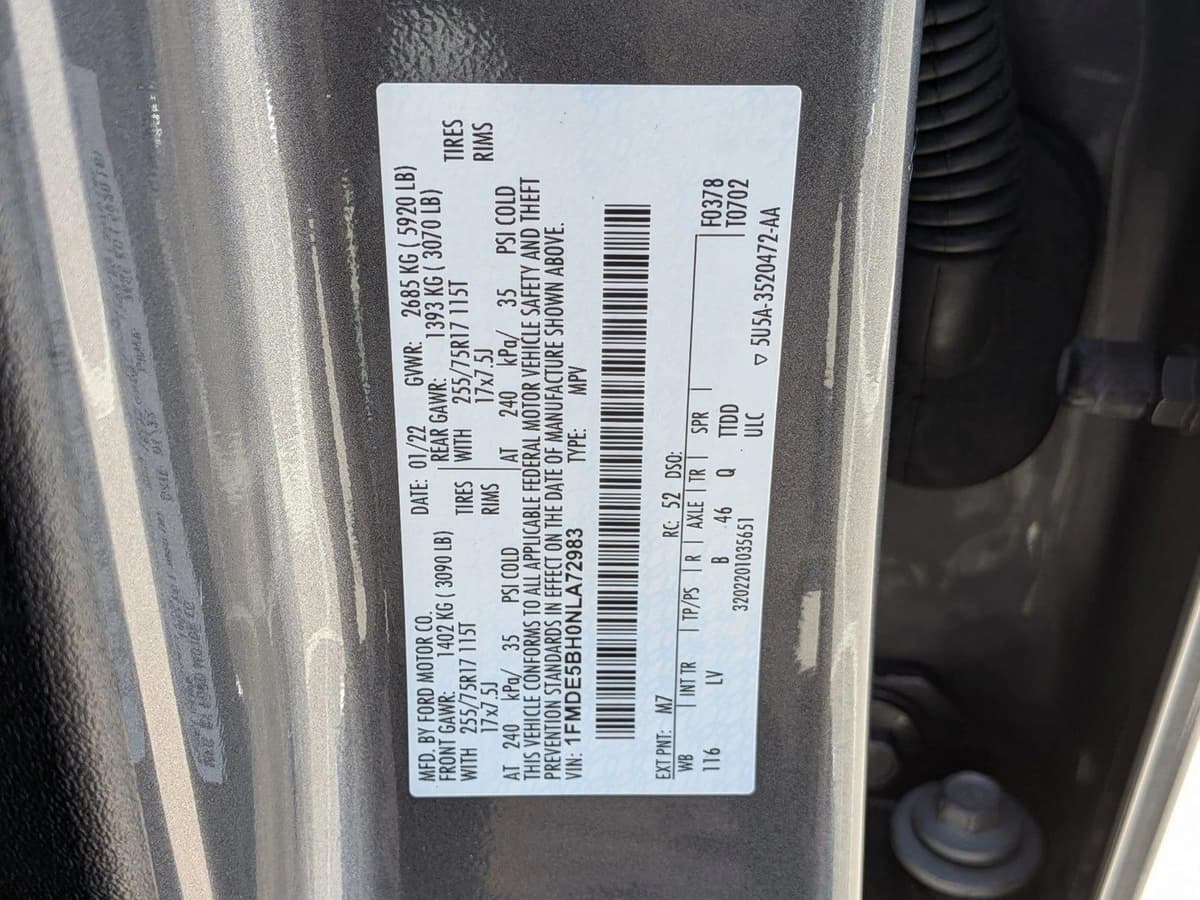 MFD. BY FORD MOTOR CO.
DATE: 01/22 GVWR: 2685 KG ( 5920 LB)
FRONT GAWR: 1402 KG ( 3090 LB) REAR GAWR: 1393 KG ( 3070 LB)
WITH 255/75R17 115T TIRES WITH 255/75R17 115T TIRES
17x7.5J RIMS 17x7.5J RIMS
AT 240 kPa/ 35 PSI COLD AT 240 kPa/ 35 PSI COLD
THIS VEHICLE CONFORMS TO ALL APPLICABLE FEDERAL MOTOR VEHICLE SAFETY AND THEFT
PREVENTION STANDARDS IN EFFECT ON THE DATE OF MANUFACTURE SHOWN ABOVE.
VIN: 1FMDE5BH0NLA72983 TYPE: MPV
EXT PNT: M7 RC: 52 DSO:
WB INT TR TP/PS R AXLE TR SPR F0378
116 LV B 46 Q TTDD T0702
3202201035651 ULC
▽ 5U5A-3520472-AA